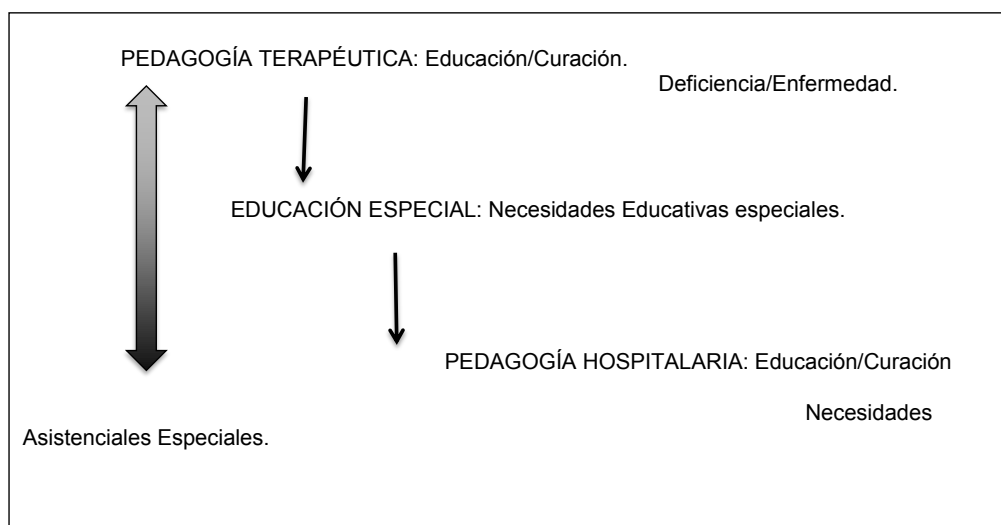 PEDAGOGÍA TERAPÉUTICA: Educación/Curación.
Deficiencia/Enfermedad.
EDUCACIÓN ESPECIAL: Necesidades Educativas especiales.
PEDAGOGÍA HOSPITALARIA: Educación/Curación
Necesidades
Asistenciales Especiales.